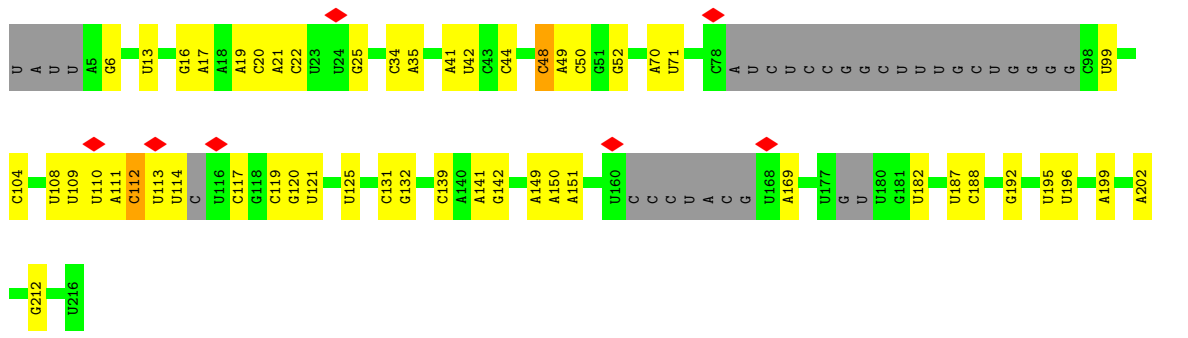 U A U U A5 G6 U13 G16 A17 A18 A19 C20 A21 C22 U23 U24 G25 C34 A35 A41 U42 C43 C44 C48 A49 C50 G51 G52 A70 U71 C78 A U C U C C G G C U U U G C U G G G G C98 U99
C104 U108 U109 U110 A111 C112 U113 U114 C U116 C117 G118 C119 G120 U121 U125 C131 G132 C139 A140 A141 G142 A149 A150 A151 U160 C C C U A C G U168 A169 U177 G U U180 G181 U182 U187 C188 G192 U195 U196 A199 A202
G212 U216